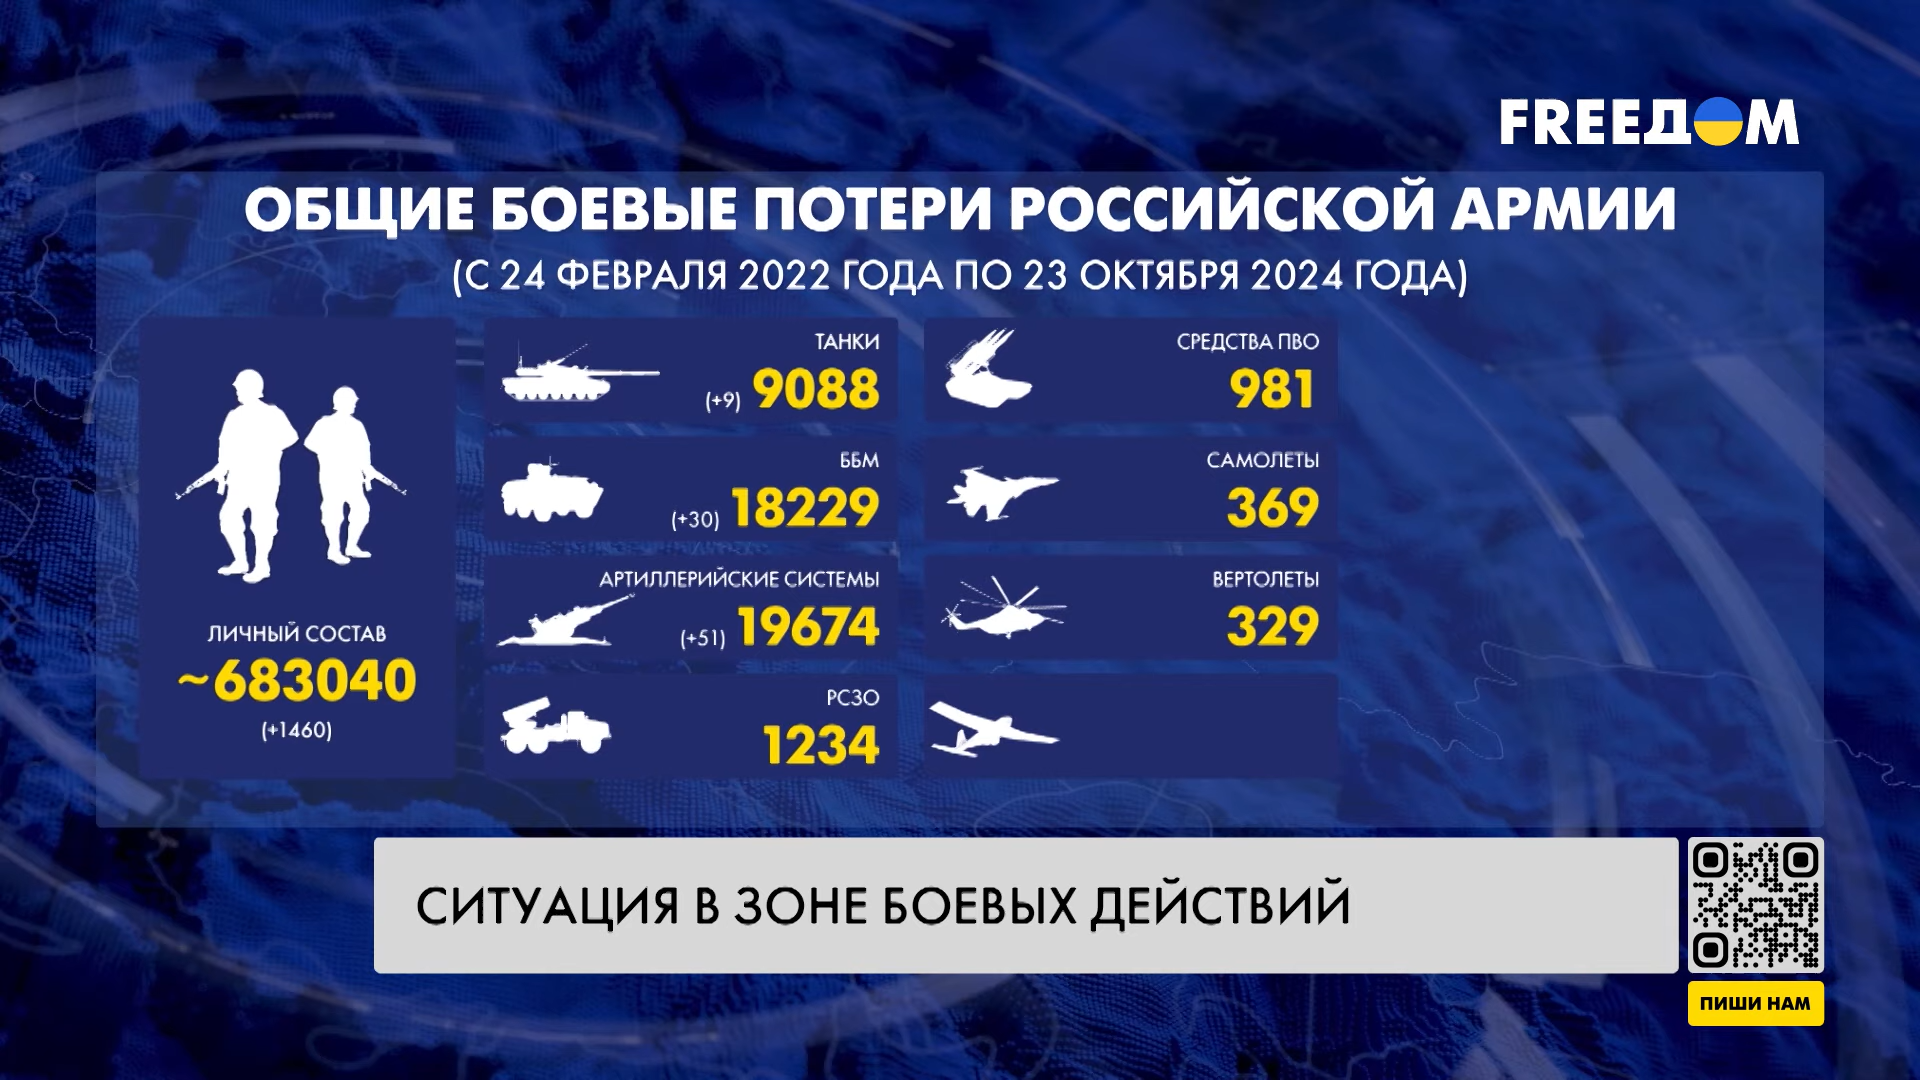 FREEДОМ
ОБЩИЕ БОЕВЫЕ ПОТЕРИ РОССИЙСКОЙ АРМИИ
(С 24 ФЕВРАЛЯ 2022 ГОДА ПО 23 ОКТЯБРЯ 2024 ГОДА)
ЛИЧНЫЙ СОСТАВ
~683040
(+1460)
ТАНКИ
(+9) 9088
ББМ
(+30) 18229
АРТИЛЛЕРИЙСКИЕ СИСТЕМЫ
(+51) 19674
РСЗО
1234
СРЕДСТВА ПВО
981
САМОЛЕТЫ
369
ВЕРТОЛЕТЫ
329
СИТУАЦИЯ В ЗОНЕ БОЕВЫХ ДЕЙСТВИЙ
ПИШИ НАМ